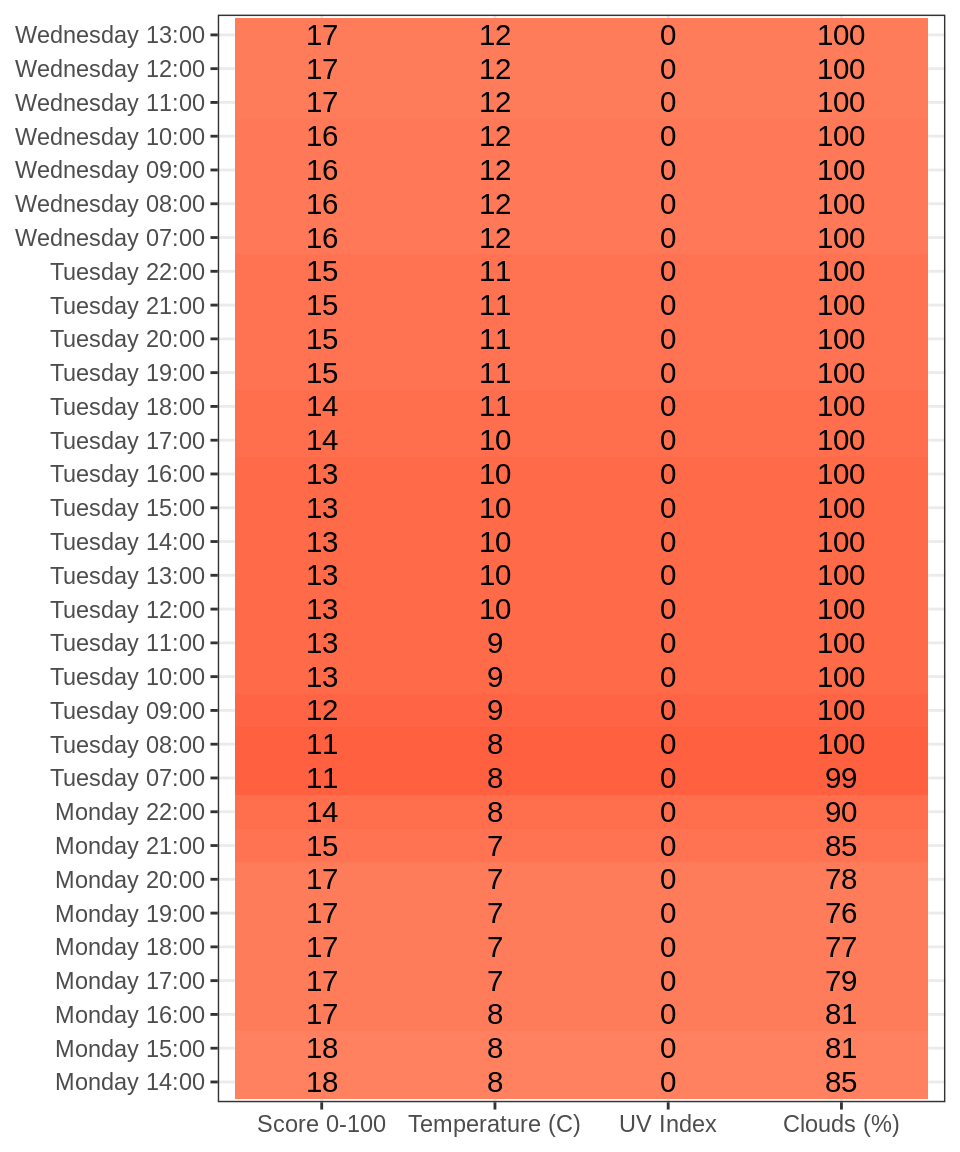 Wednesday 13:00 17 12 0 100
Wednesday 12:00 17 12 0 100
Wednesday 11:00 17 12 0 100
Wednesday 10:00 16 12 0 100
Wednesday 09:00 16 12 0 100
Wednesday 08:00 16 12 0 100
Wednesday 07:00 16 12 0 100
Tuesday 22:00 15 11 0 100
Tuesday 21:00 15 11 0 100
Tuesday 20:00 15 11 0 100
Tuesday 19:00 15 11 0 100
Tuesday 18:00 14 11 0 100
Tuesday 17:00 14 10 0 100
Tuesday 16:00 13 10 0 100
Tuesday 15:00 13 10 0 100
Tuesday 14:00 13 10 0 100
Tuesday 13:00 13 10 0 100
Tuesday 12:00 13 10 0 100
Tuesday 11:00 13 9 0 100
Tuesday 10:00 13 9 0 100
Tuesday 09:00 12 9 0 100
Tuesday 08:00 11 8 0 100
Tuesday 07:00 11 8 0 99
Monday 22:00 14 8 0 90
Monday 21:00 15 7 0 85
Monday 20:00 17 7 0 78
Monday 19:00 17 7 0 76
Monday 18:00 17 7 0 77
Monday 17:00 17 7 0 79
Monday 16:00 17 8 0 81
Monday 15:00 18 8 0 81
Monday 14:00 18 8 0 85
Score 0-100 Temperature (C) UV Index Clouds (%)